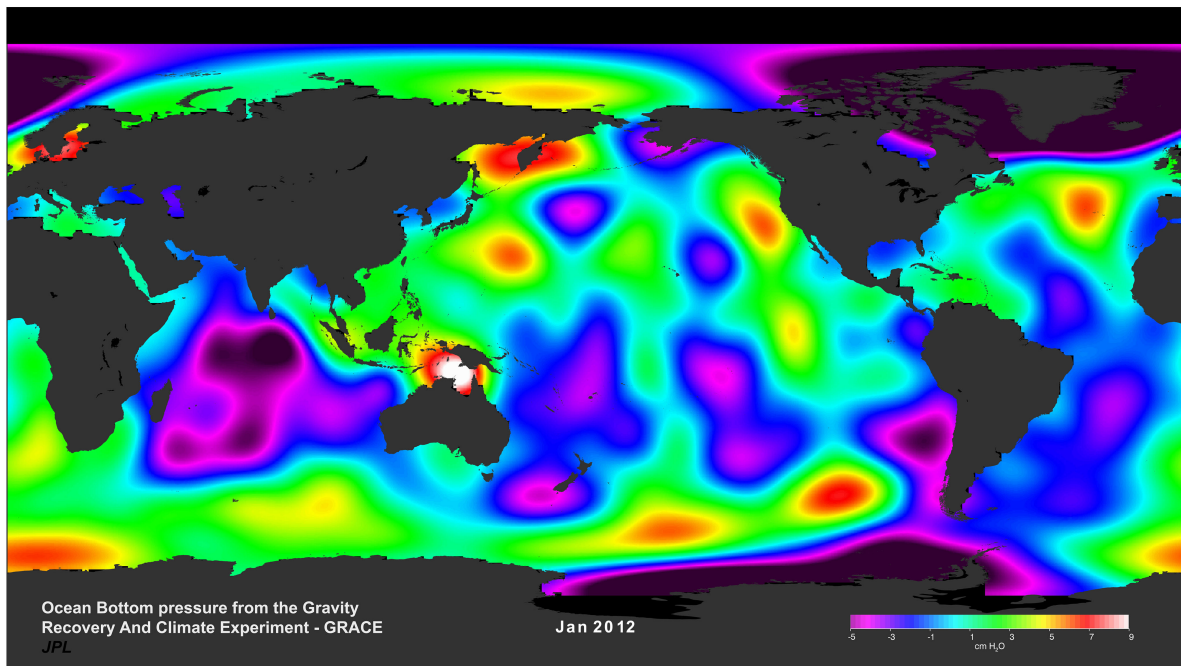 Ocean Bottom pressure from the Gravity
Recovery And Climate Experiment - GRACE
JPL
Jan 2012
-5 -3 -1 1 3 5 7 9
cm H₂O